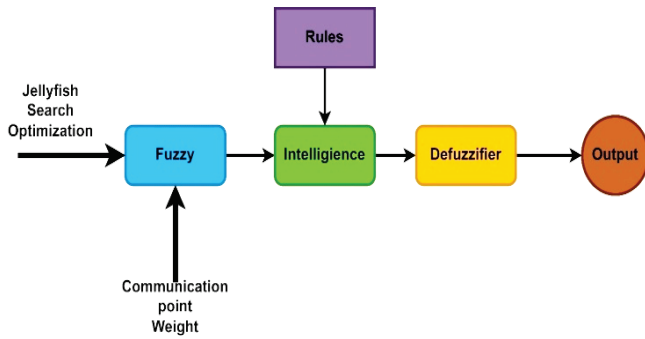 Rules
Jellyfish
Search
Optimization
Fuzzy
Intelligience
Defuzzifier
Output
Communication
point
Weight